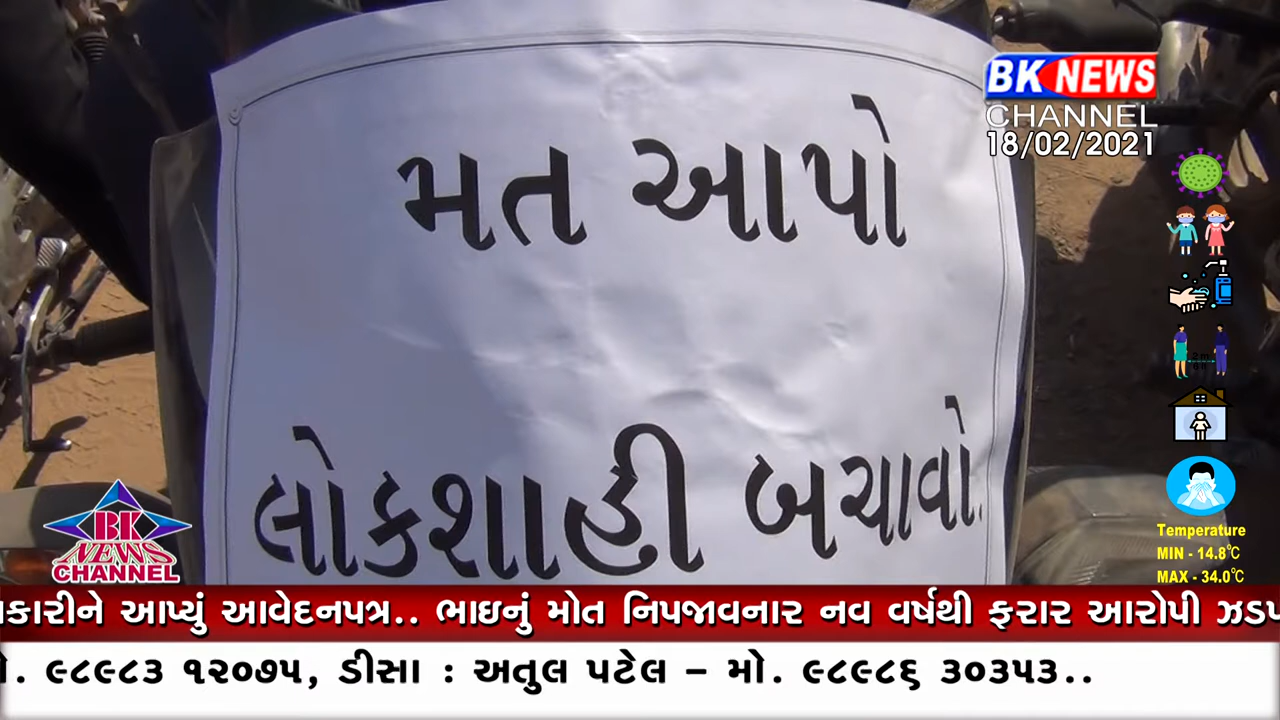 મત આપો
લોકશાહી બચાવો.
BK NEWS
CHANNEL
18/02/2021
Temperature
MIN - 14.8℃
MAX - 34.0℃
BK
NEWS
CHANNEL
આપ્યું આવેદનપત્ર.. ભાઇનું મોત નિપજાવનાર નવ વર્ષથી ફરાર આરોપી
૯૮૯૮૩ ૧૨૦૭૫, ડીસા : અતુલ પટેલ – મો. ૯૮૯૮૬ ૩૦૩૫૩..